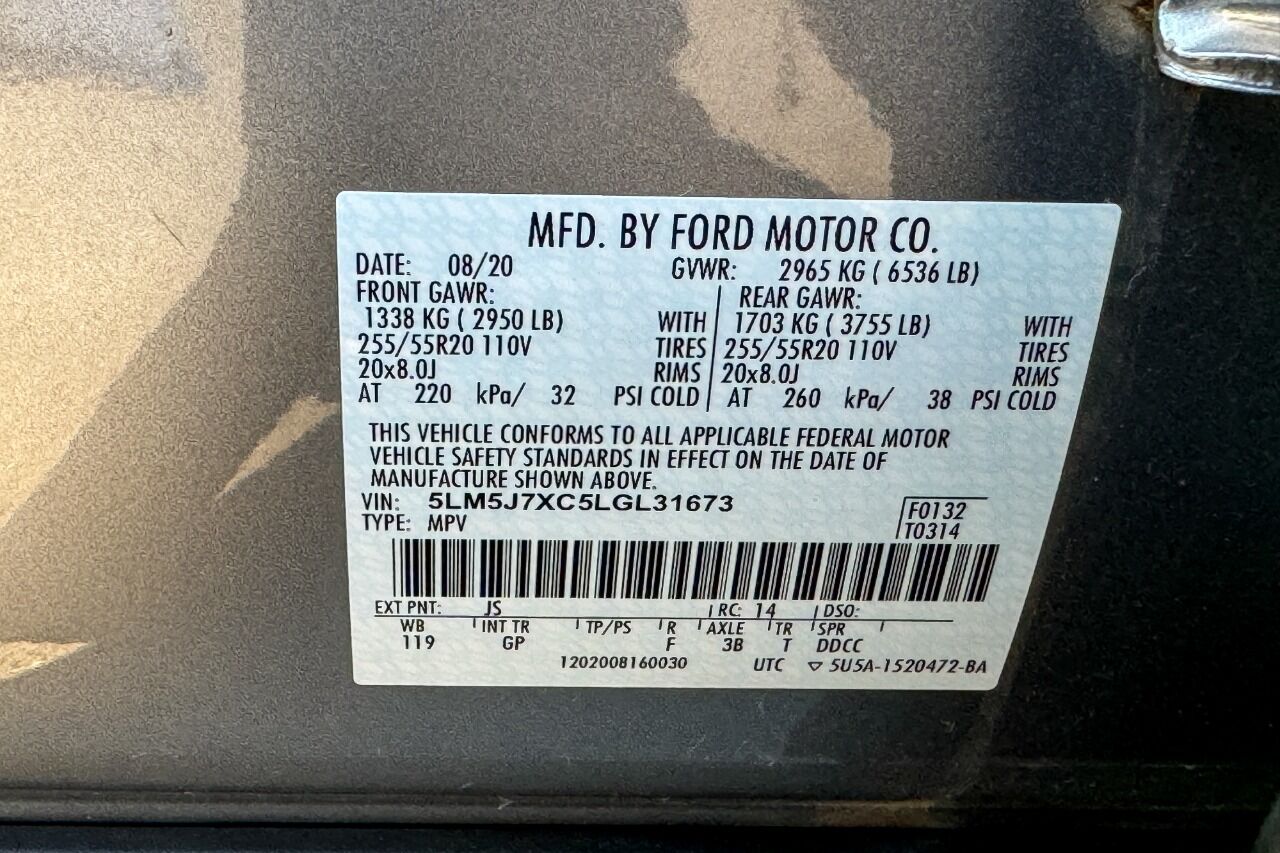 MFD. BY FORD MOTOR CO.
DATE: 08/20 GVWR: 2965 KG ( 6536 LB)
FRONT GAWR: REAR GAWR:
1338 KG ( 2950 LB) WITH 1703 KG ( 3755 LB) WITH
255/55R20 110V TIRES 255/55R20 110V TIRES
20x8.0J RIMS 20x8.0J RIMS
AT 220 kPa/ 32 PSI COLD AT 260 kPa/ 38 PSI COLD
THIS VEHICLE CONFORMS TO ALL APPLICABLE FEDERAL MOTOR
VEHICLE SAFETY STANDARDS IN EFFECT ON THE DATE OF
MANUFACTURE SHOWN ABOVE.
VIN: 5LM5J7XC5LGL31673 F0132
TYPE: MPV T0314
EXT PNT: JS RC: 14 DSO:
WB INT TR TP/PS R AXLE TR SPR
119 GP F 3B T DDCC
1202008160030 UTC ▽ 5U5A-1520472-BA